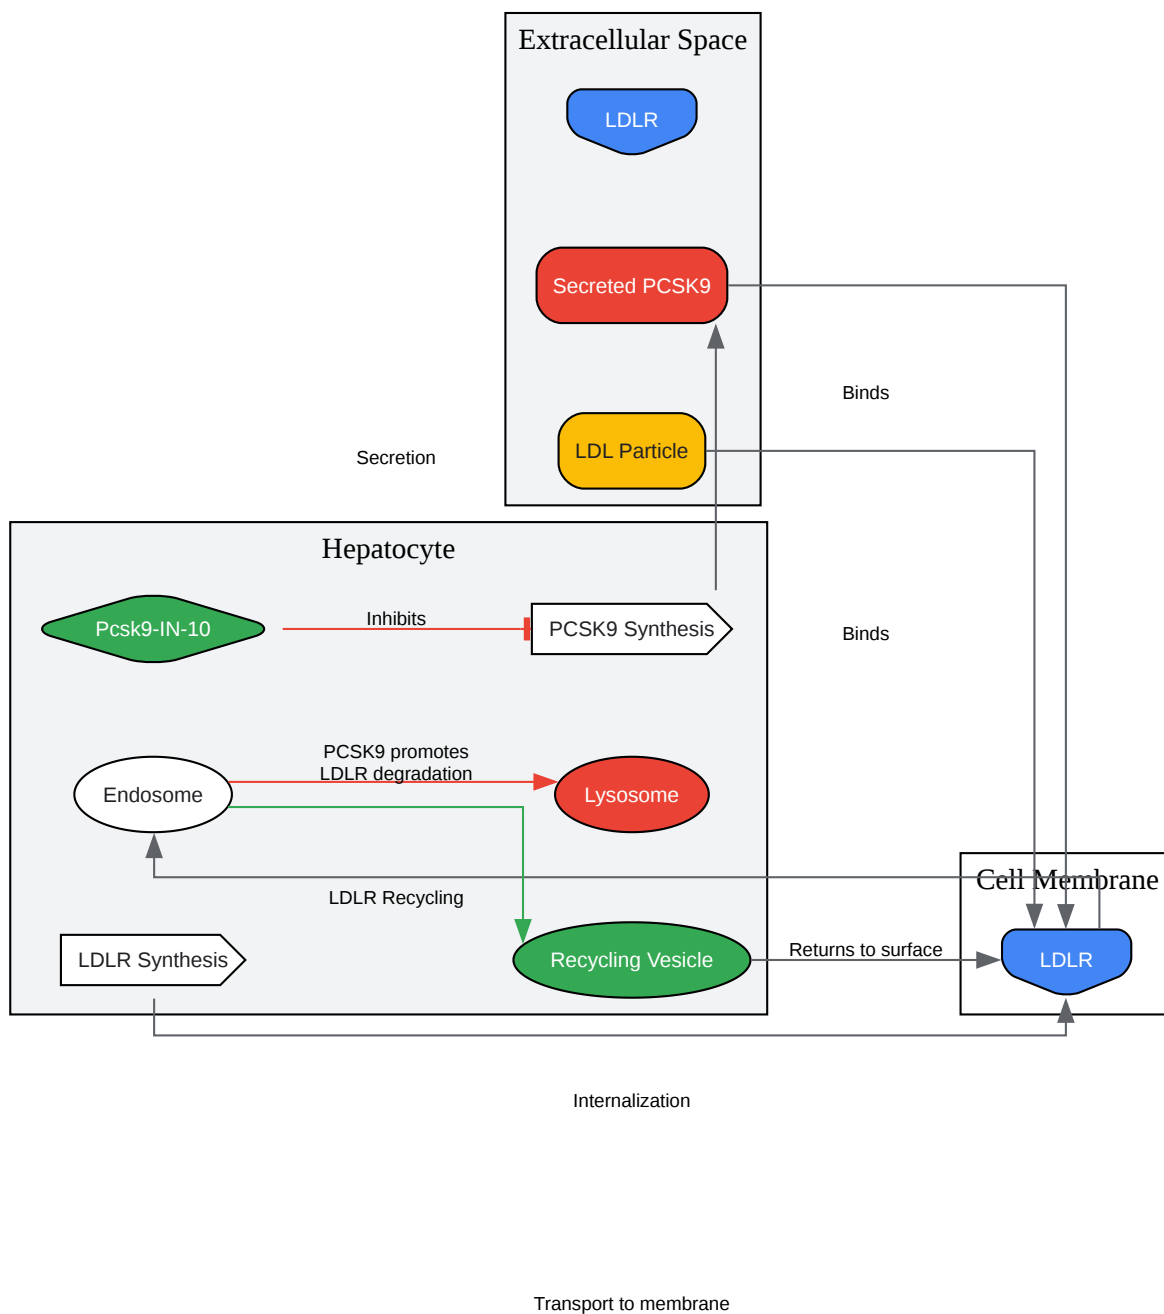 Extracellular Space
LDLR
Secreted PCSK9
Binds
LDL Particle
Secretion
Hepatocyte
Pcsk9-IN-10
Inhibits
PCSK9 Synthesis
Binds
PCSK9 promotes
LDLR degradation
Endosome
Lysosome
Cell Membrane
LDLR Recycling
LDLR Synthesis
Recycling Vesicle
Returns to surface
LDLR
Internalization
Transport to membrane